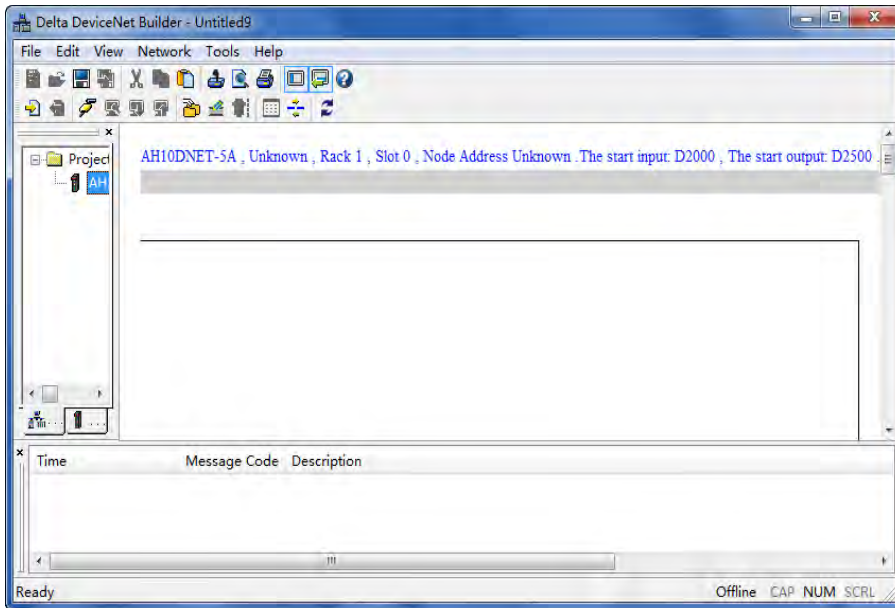 Delta DeviceNet Builder - Untitled9
File Edit View Network Tools Help
Project
AH
AH10DNET-5A , Unknown , Rack 1 , Slot 0 , Node Address Unknown .The start input: D2000 , The start output: D2500 .
Time Message Code Description
Ready Offline CAP NUM SCRL